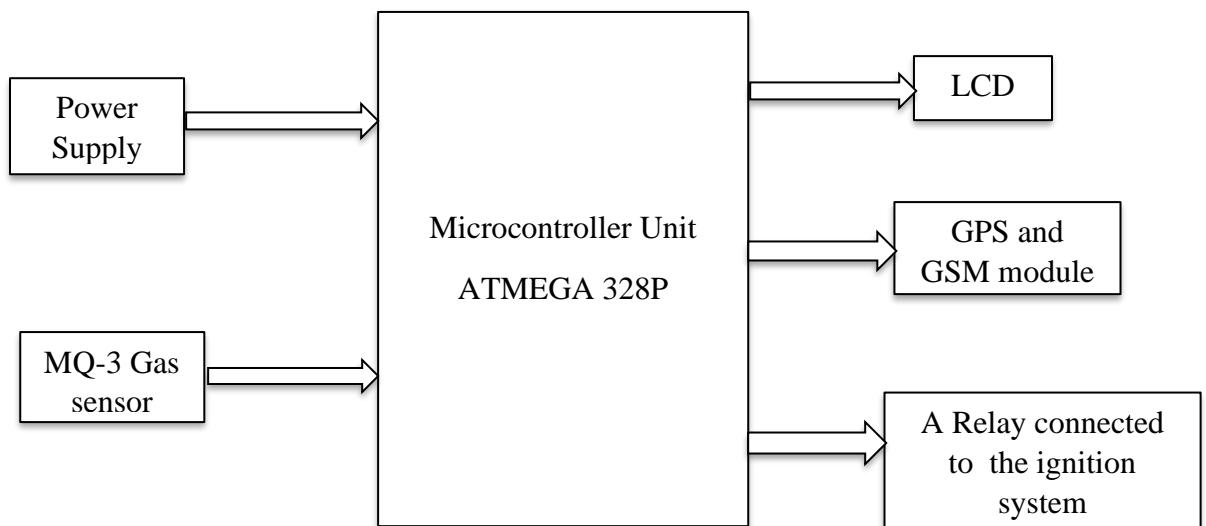 Power
Supply
MQ-3 Gas
sensor
Microcontroller Unit
ATMEGA 328P
LCD
GPS and
GSM module
A Relay connected
to the ignition
system